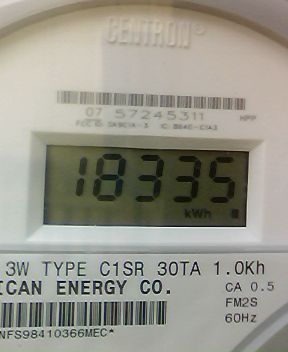 CENTRON®
07 57245311 HPP
18335
kWh
3W TYPE C1SR 30TA 1.0Kh
ICAN ENERGY CO. CA 0.5
FM2S
NFS98410366MEC* 60Hz